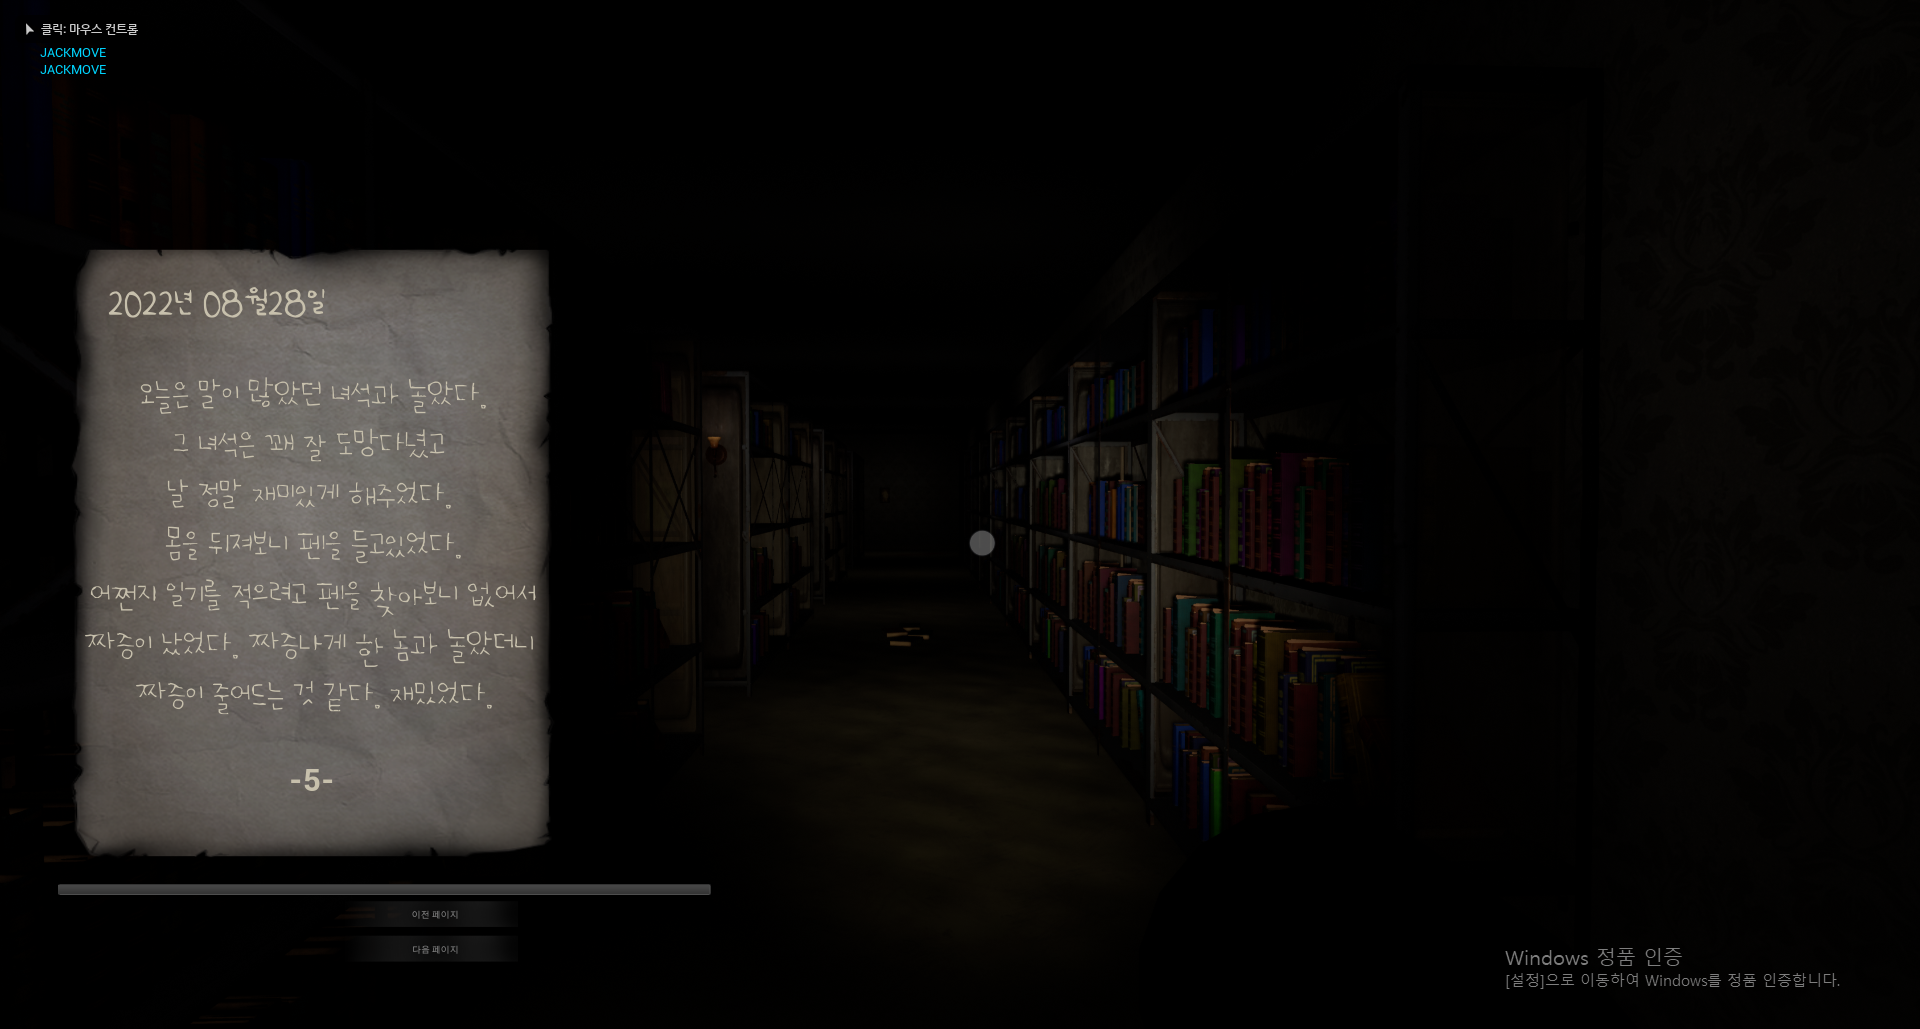 클릭: 마우스 컨트롤
JACKMOVE
JACKMOVE
2022년 08월28일
오늘은 말이 많았던 녀석과 놀았다.
그 녀석은 꽤 잘 도망다녔고
날 정말 재미있게 해주었다.
몸을 뒤져보니 펜을 들고있었다.
어쩐지 일기를 적으려고 펜을 찾아보니 없어서
짜증이 났었다. 짜증나게 한 놈과 놀았더니
짜증이 줄어드는 것 같다. 재밌었다.
-5-
이전 페이지
다음 페이지
Windows 정품 인증
[설정]으로 이동하여 Windows를 정품 인증합니다.